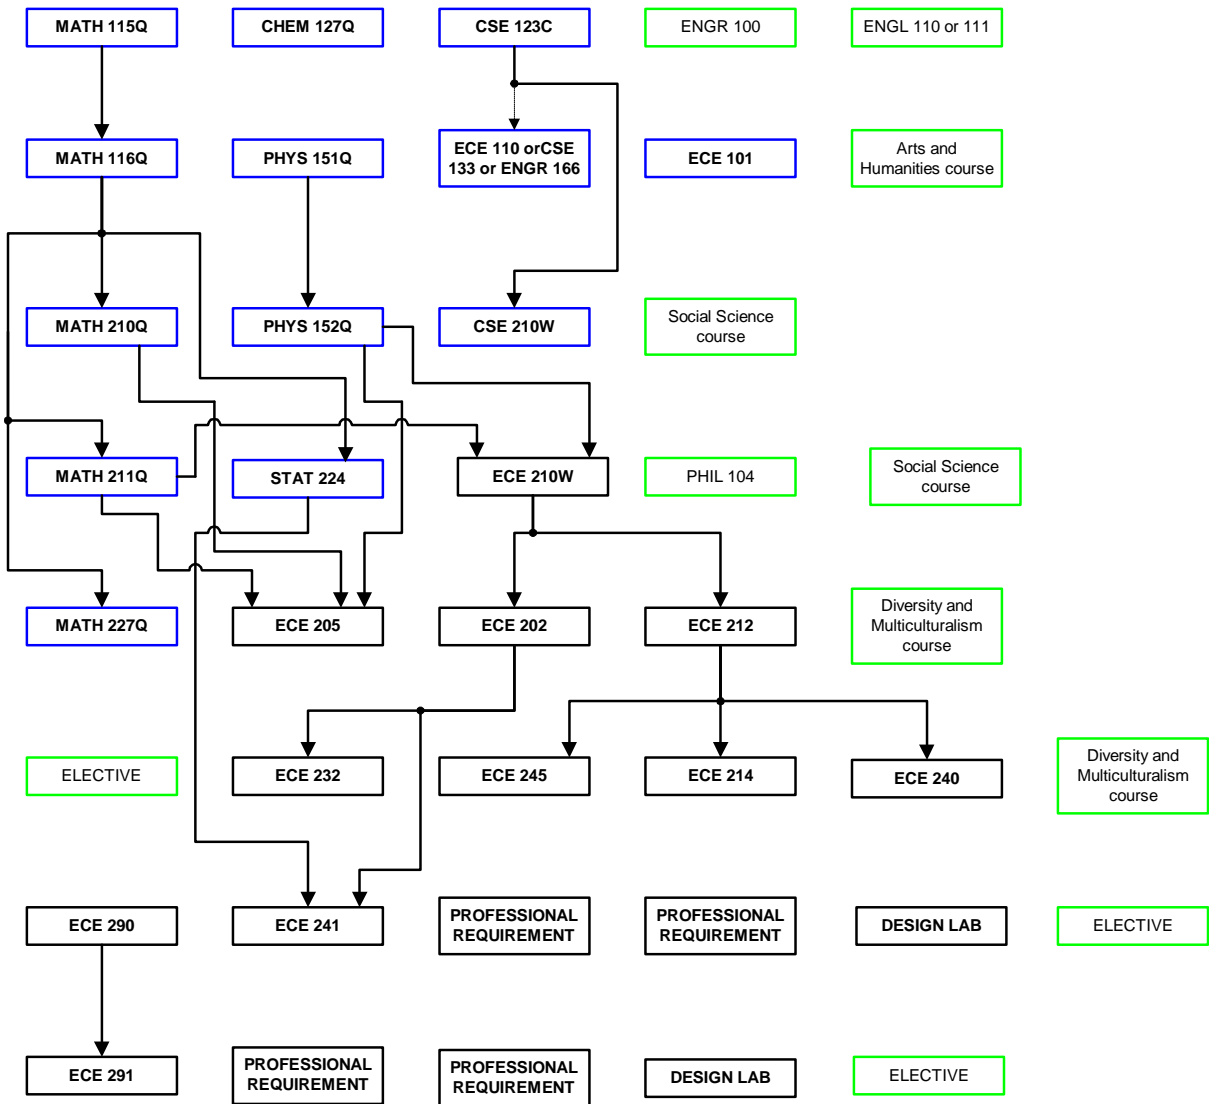 MATH 115Q
CHEM 127Q
CSE 123C
ENGR 100
ENGL 110 or 111
MATH 116Q
PHYS 151Q
ECE 110 orCSE
133 or ENGR 166
ECE 101
Arts and
Humanities course
MATH 210Q
PHYS 152Q
CSE 210W
Social Science
course
MATH 211Q
STAT 224
ECE 210W
PHIL 104
Social Science
course
MATH 227Q
ECE 205
ECE 202
ECE 212
Diversity and
Multiculturalism
course
ELECTIVE
ECE 232
ECE 245
ECE 214
ECE 240
Diversity and
Multiculturalism
course
ECE 290
ECE 241
PROFESSIONAL
REQUIREMENT
PROFESSIONAL
REQUIREMENT
DESIGN LAB
ELECTIVE
ECE 291
PROFESSIONAL
REQUIREMENT
PROFESSIONAL
REQUIREMENT
DESIGN LAB
ELECTIVE